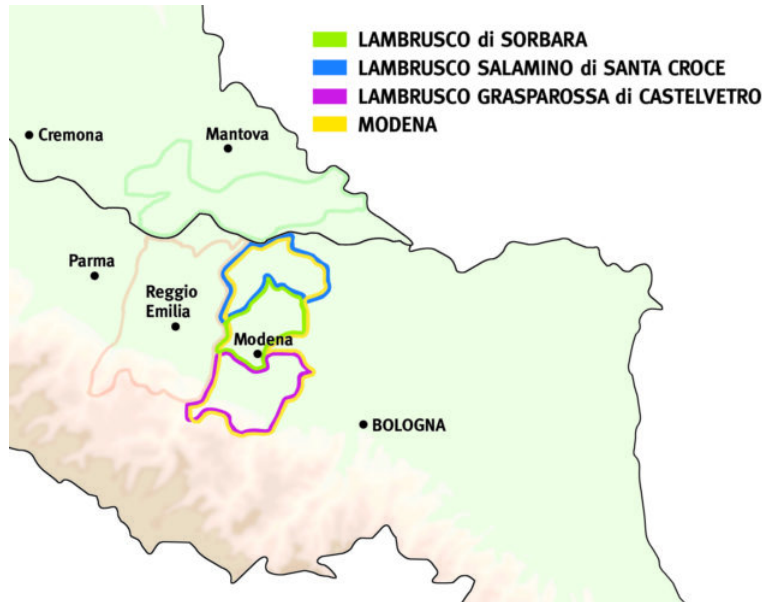 LAMBRUSCO di SORBARA
LAMBRUSCO SALAMINO di SANTA CROCE
LAMBRUSCO GRASPAROSSA di CASTELVETRO
MODENA
Cremona
Mantova
Parma
Reggio
Emilia
Modena
BOLOGNA